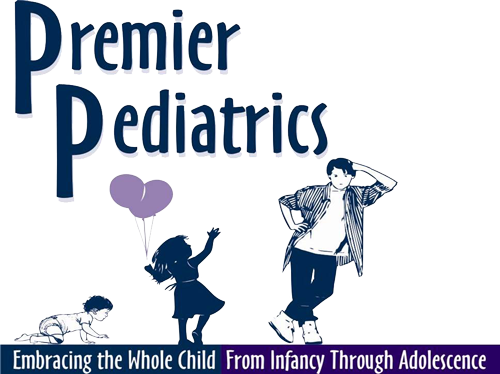 Premier
Pediatrics
Embracing the Whole Child From Infancy Through Adolescence